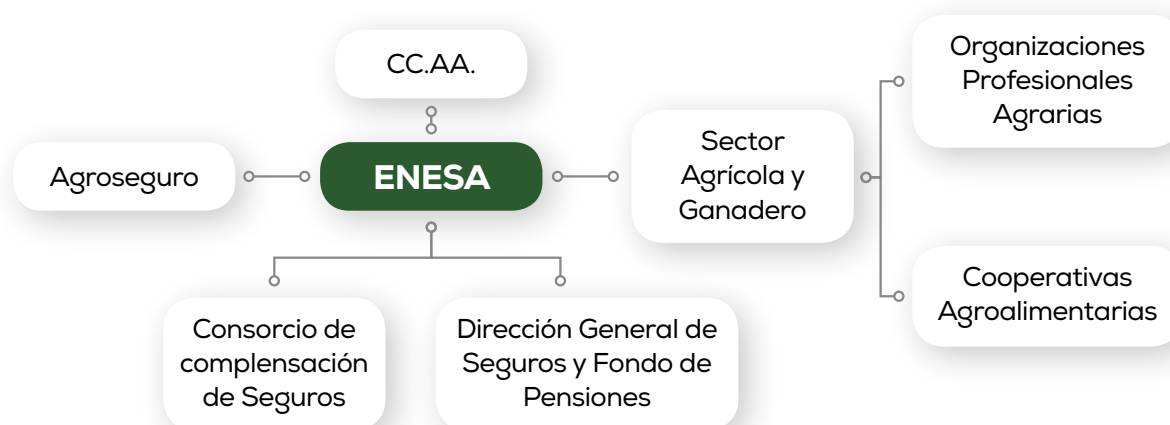 CC.AA.
Agroseguro
ENESA
Sector
Agrícola y
Ganadero
Organizaciones
Profesionales
Agrarias
Cooperativas
Agroalimentarias
Consorcio de
complensación
de Seguros
Dirección General de
Seguros y Fondo de
Pensiones